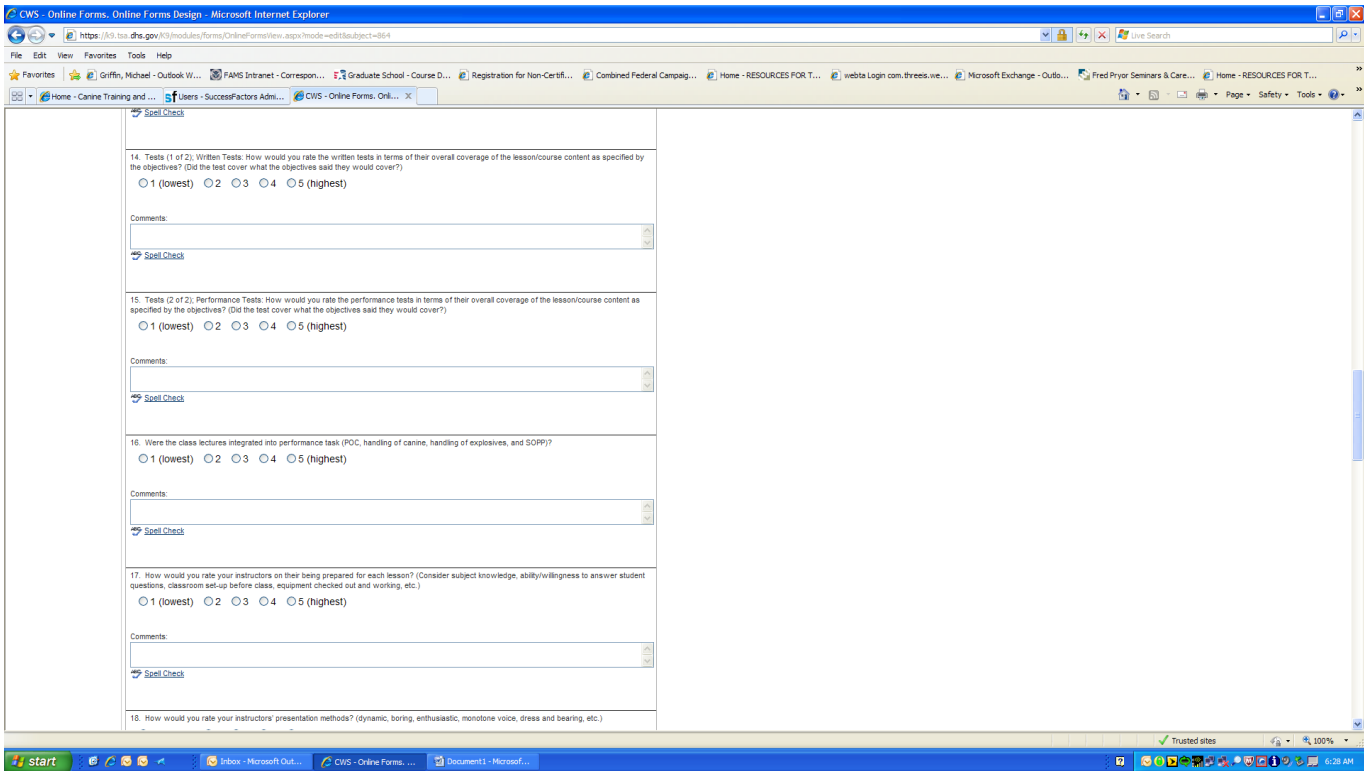 CWS - Online Forms. Online Forms Design - Microsoft Internet Explorer
https://k9.tsa.dhs.gov/K9/modules/forms/OnlineFormsView.aspx?mode=edit&subject=864
Live Search
File Edit View Favorites Tools Help
Favorites Griffin, Michael - Outlook W... FAMS Intranet - Correspon... Graduate School - Course D... Registration for Non-Certifi... Combined Federal Campaig... Home - RESOURCES FOR T... webta Login com.threeis.we... Microsoft Exchange - Outlo... Fred Pryor Seminars & Care... Home - RESOURCES FOR T...
Home - Canine Training and ... Users - SuccessFactors Admi... CWS - Online Forms. Onli... X Page Safety Tools
Spell Check
14. Tests (1 of 2); Written Tests: How would you rate the written tests in terms of their overall coverage of the lesson/course content as specified by
the objectives? (Did the test cover what the objectives said they would cover?)
1 (lowest) 2 3 4 5 (highest)
Comments:
Spell Check
15. Tests (2 of 2); Performance Tests: How would you rate the performance tests in terms of their overall coverage of the lesson/course content as
specified by the objectives? (Did the test cover what the objectives said they would cover?)
1 (lowest) 2 3 4 5 (highest)
Comments:
Spell Check
16. Were the class lectures integrated into performance task (POC, handling of canine, handling of explosives, and SOPP)?
1 (lowest) 2 3 4 5 (highest)
Comments:
Spell Check
17. How would you rate your instructors on their being prepared for each lesson? (Consider subject knowledge, ability/willingness to answer student
questions, classroom set-up before class, equipment checked out and working, etc.)
1 (lowest) 2 3 4 5 (highest)
Comments:
Spell Check
18. How would you rate your instructors' presentation methods? (dynamic, boring, enthusiastic, monotone voice, dress and bearing, etc.)
Trusted sites 100%
start Inbox - Microsoft Out... CWS - Online Forms. ... Document1 - Microsof... 6:28 AM